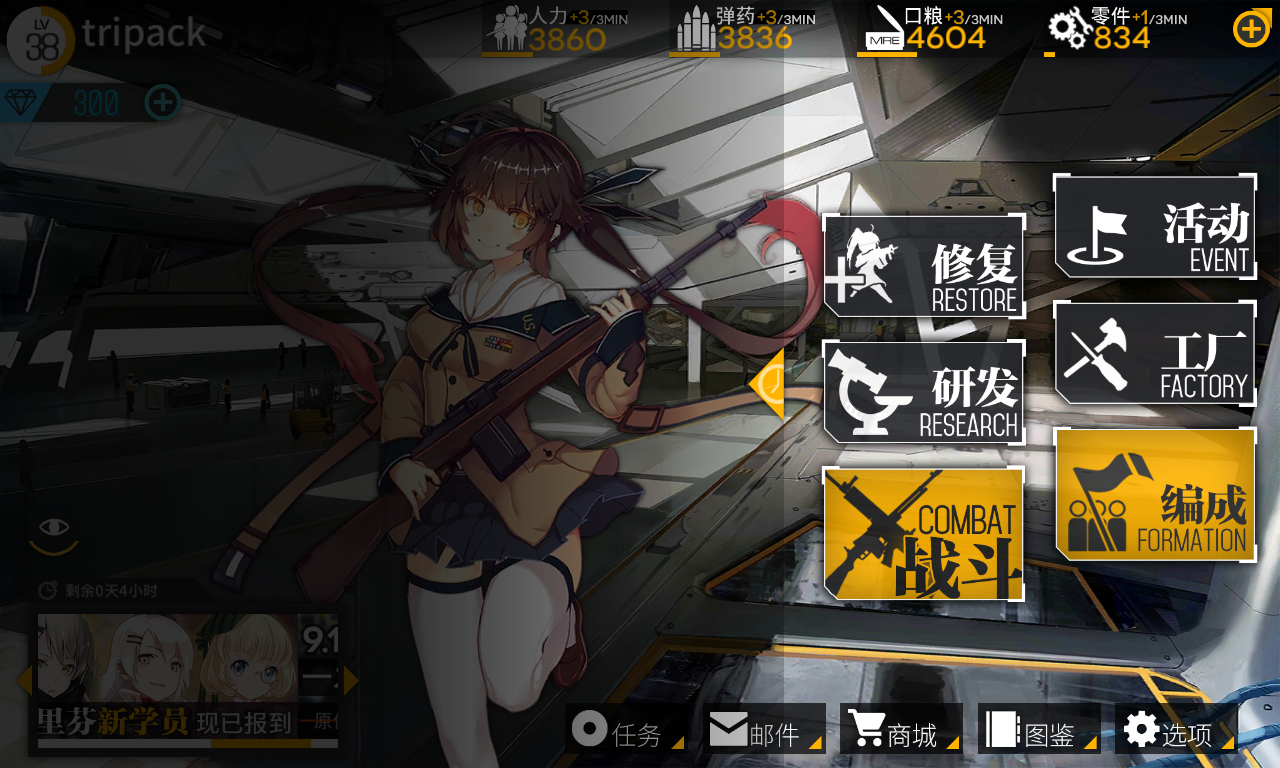 LV
38
tripack
人力+3/3MIN
3860
弹药+3/3MIN
3836
口粮+3/3MIN
MRE
4604
零件+1/3MIN
834
300
U.S
活动
EVENT
修复
RESTORE
工厂
FACTORY
研发
RESEARCH
编成
FORMATION
COMBAT
战斗
剩余0天4小时
9.1
里芬新学员 现已报到
任务
邮件
商城
图鉴
选项